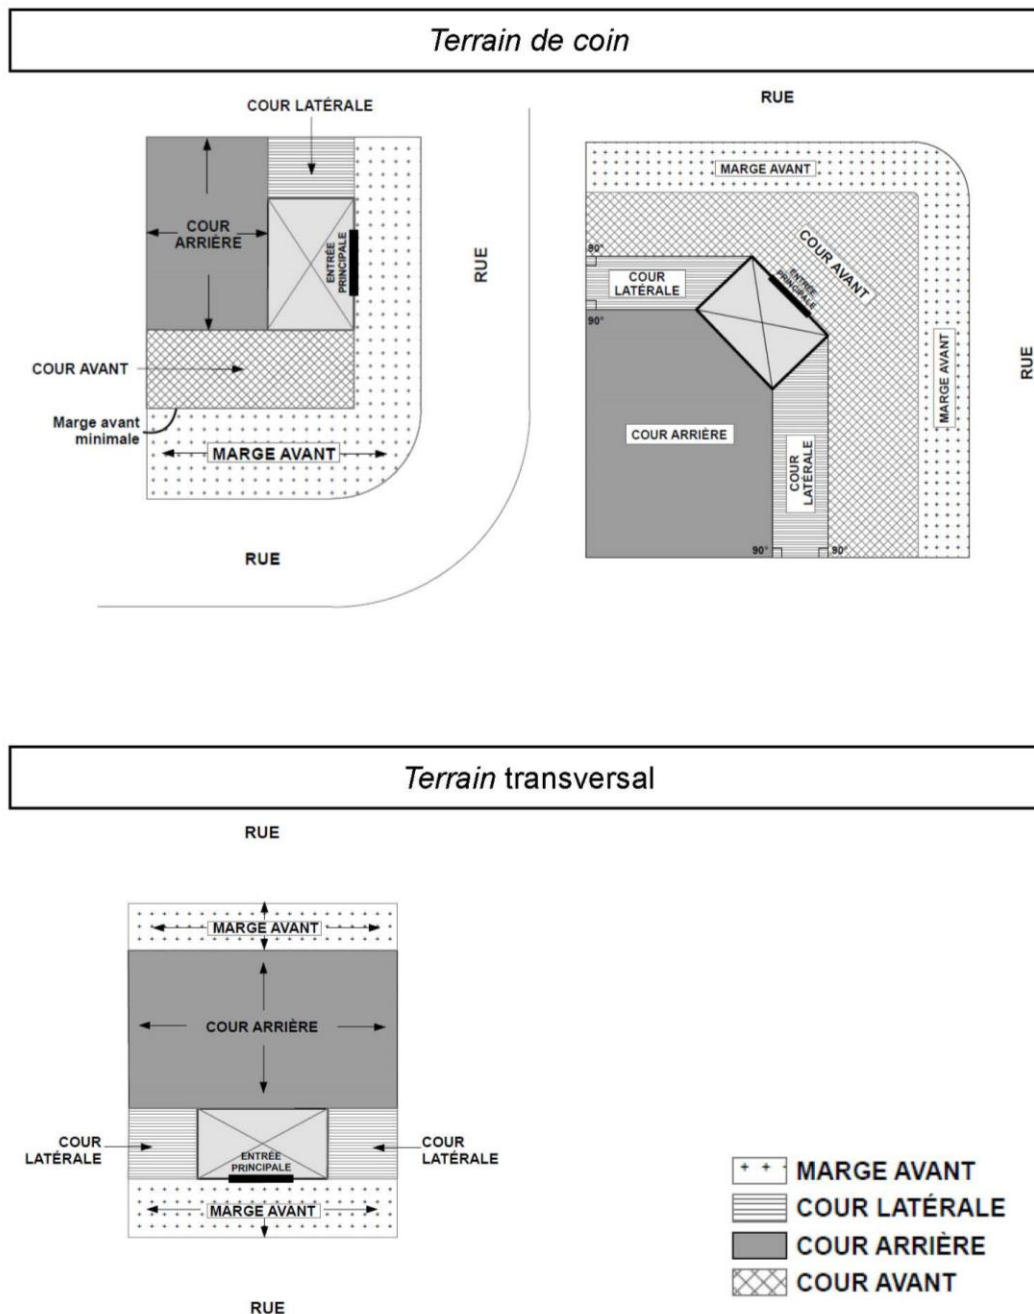 Terrain de coin
COUR LATÉRALE
COUR
ARRIÈRE
ENTRÉE
PRINCIPALE
RUE
COUR AVANT
Marge avant
minimale
MARGE AVANT
RUE
RUE
MARGE AVANT
COUR AVANT
90°
COUR
LATÉRALE
90°
ENTRÉE
PRINCIPALE
MARGE AVANT
RUE
COUR ARRIÈRE
COUR
LATÉRALE
90°
90°
Terrain transversal
RUE
MARGE AVANT
COUR ARRIÈRE
COUR
LATÉRALE
ENTRÉE
PRINCIPALE
COUR
LATÉRALE
MARGE AVANT
RUE
MARGE AVANT
COUR LATÉRALE
COUR ARRIÈRE
COUR AVANT